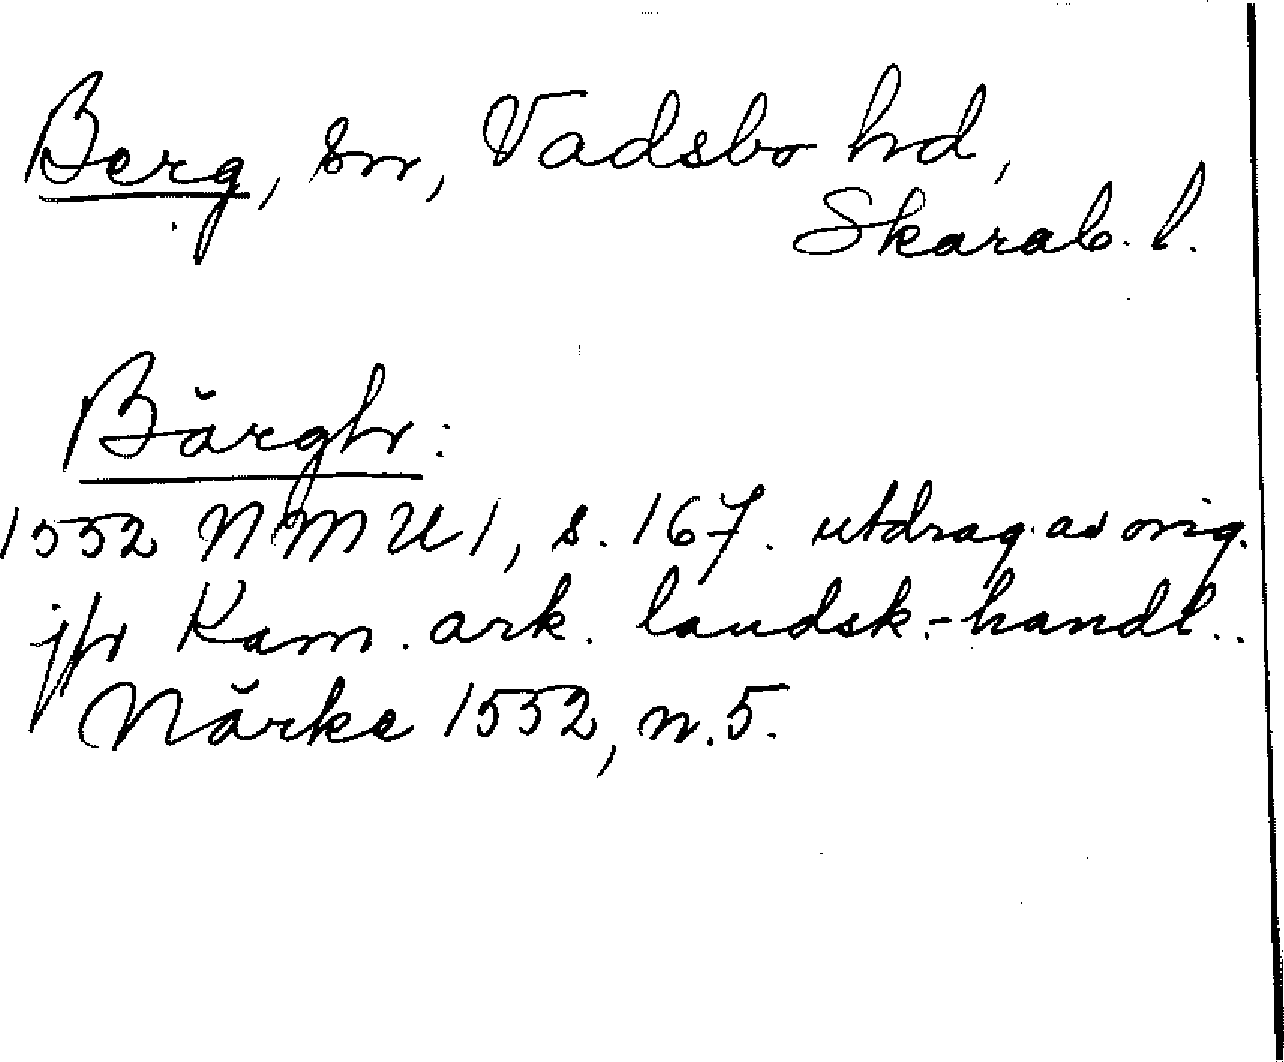 Berg, sn, Vadsbo hd,
Skarab. l.
Bärgh:
1552 NMU 1, s. 167. utdrag av orig.
jfr Kam. ark. landsk.-handl..
Närke 1552, n. 5.